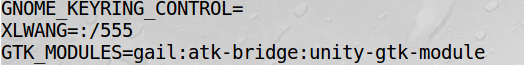 GNOME_KEYRING_CONTROL=
XLWANG=:/555
GTK_MODULES=gail:atk-bridge:unity-gtk-module